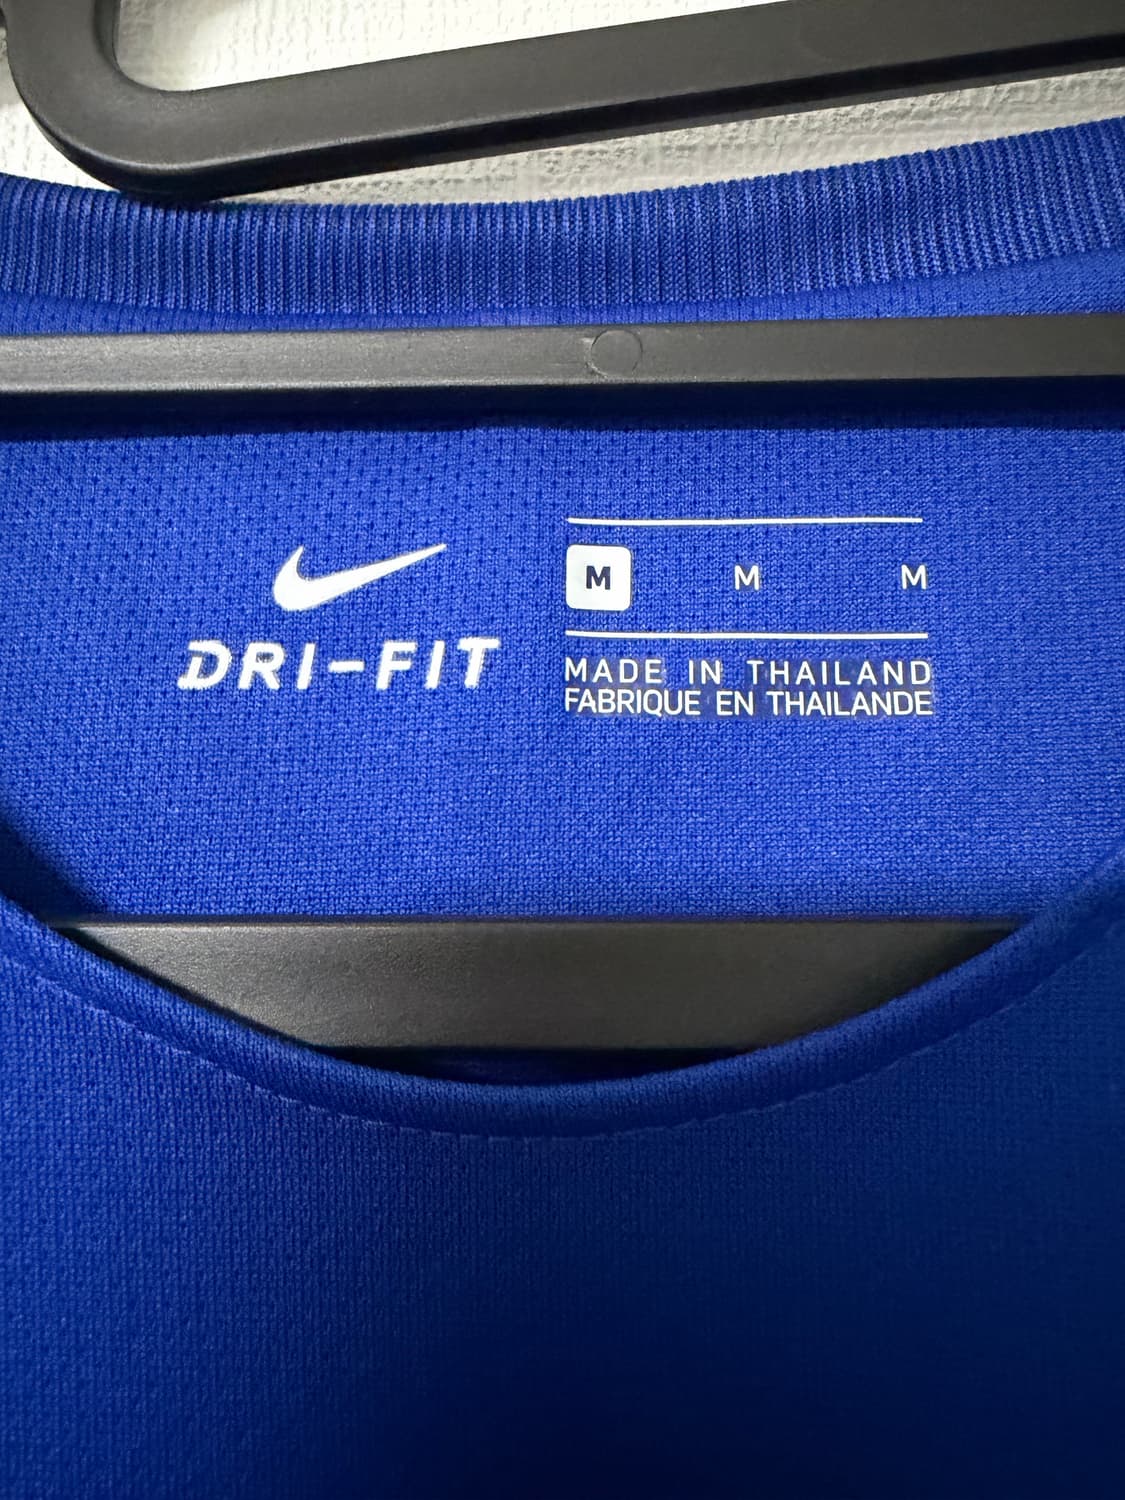 DRI-FIT
M M M
MADE IN THAILAND
FABRIQUE EN THAILANDE